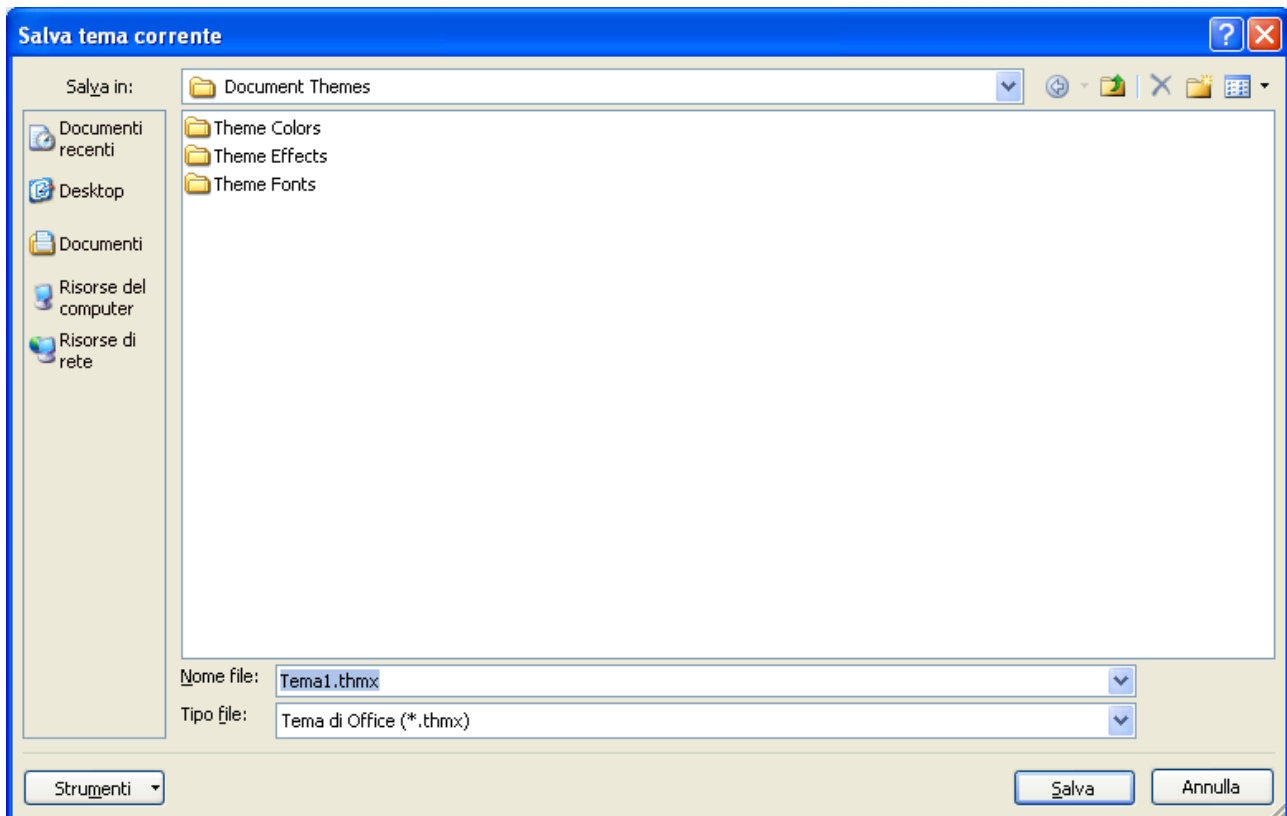 Salva tema corrente
Salva in:
Document Themes
Documenti
recenti
Desktop
Documenti
Risorse del
computer
Risorse di
rete
Theme Colors
Theme Effects
Theme Fonts
Nome file:
Tema1.thmx
Tipo file:
Tema di Office (*.thmx)
Strumenti
Salva
Annulla